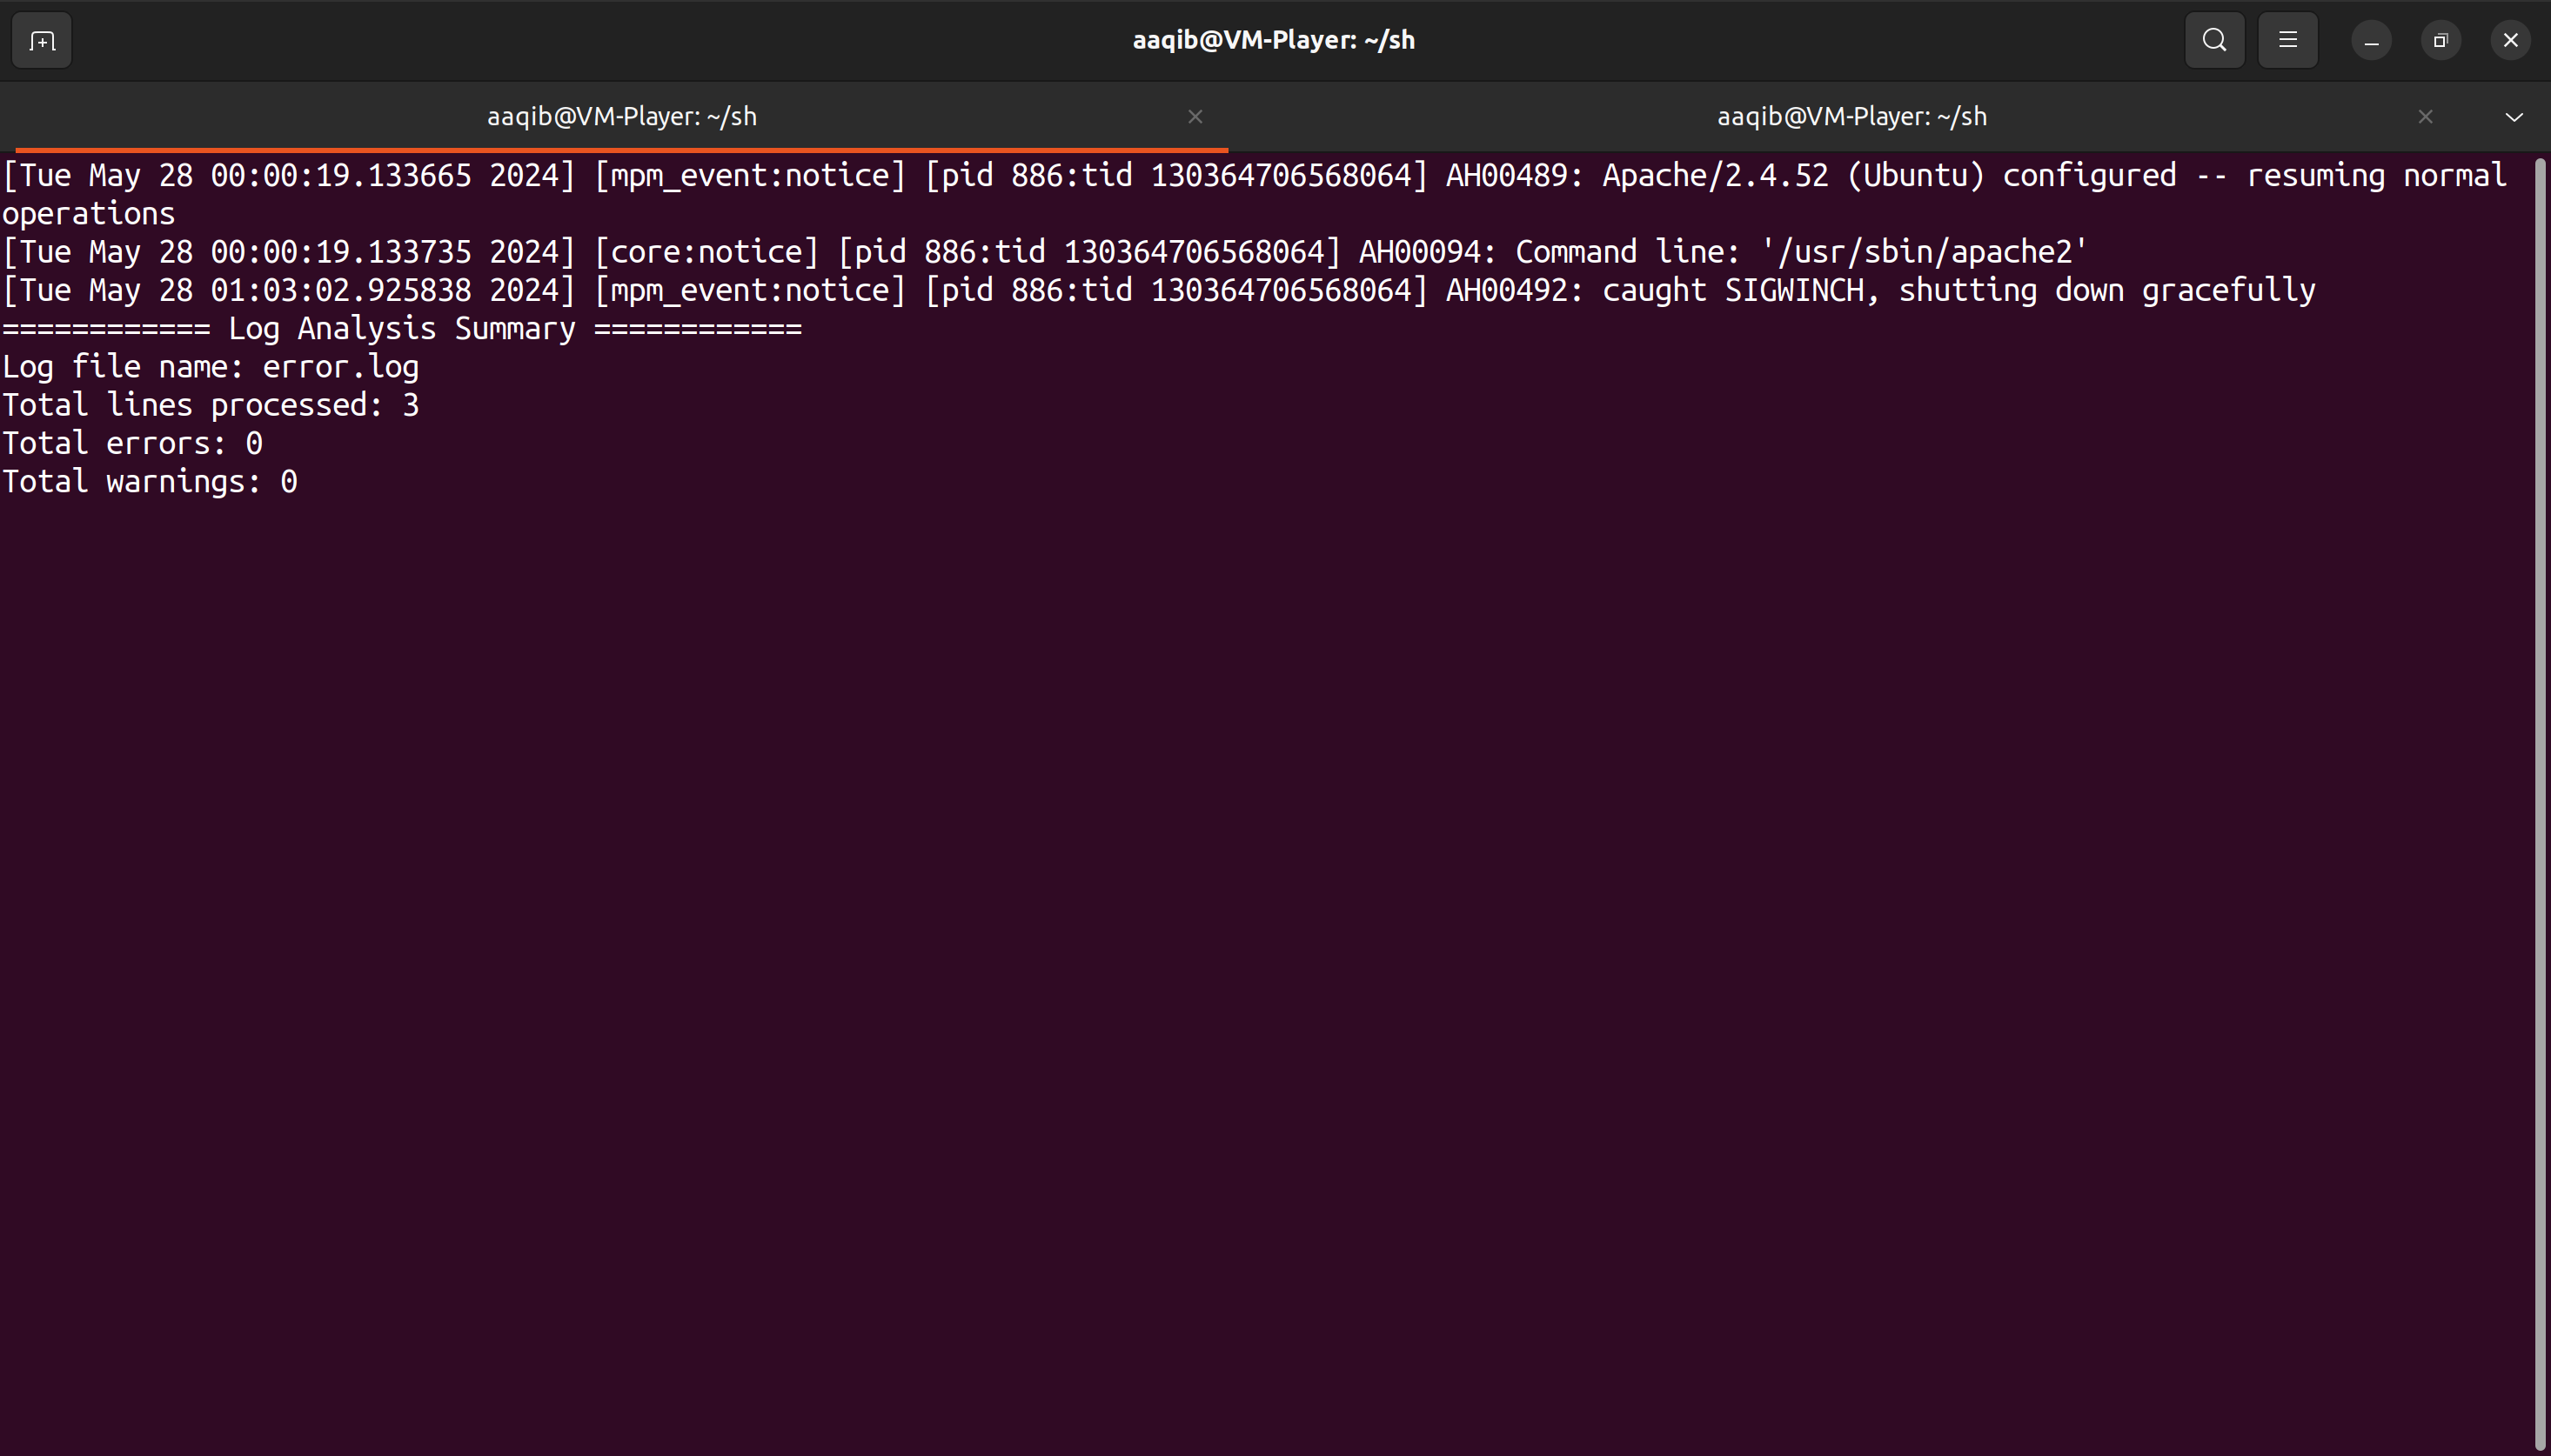 aaqib@VM-Player: ~/sh
aaqib@VM-Player: ~/sh
aaqib@VM-Player: ~/sh
[Tue May 28 00:00:19.133665 2024] [mpm_event:notice] [pid 886:tid 130364706568064] AH00489: Apache/2.4.52 (Ubuntu) configured -- resuming normal
operations
[Tue May 28 00:00:19.133735 2024] [core:notice] [pid 886:tid 130364706568064] AH00094: Command line: '/usr/sbin/apache2'
[Tue May 28 01:03:02.925838 2024] [mpm_event:notice] [pid 886:tid 130364706568064] AH00492: caught SIGWINCH, shutting down gracefully
============ Log Analysis Summary ============
Log file name: error.log
Total lines processed: 3
Total errors: 0
Total warnings: 0